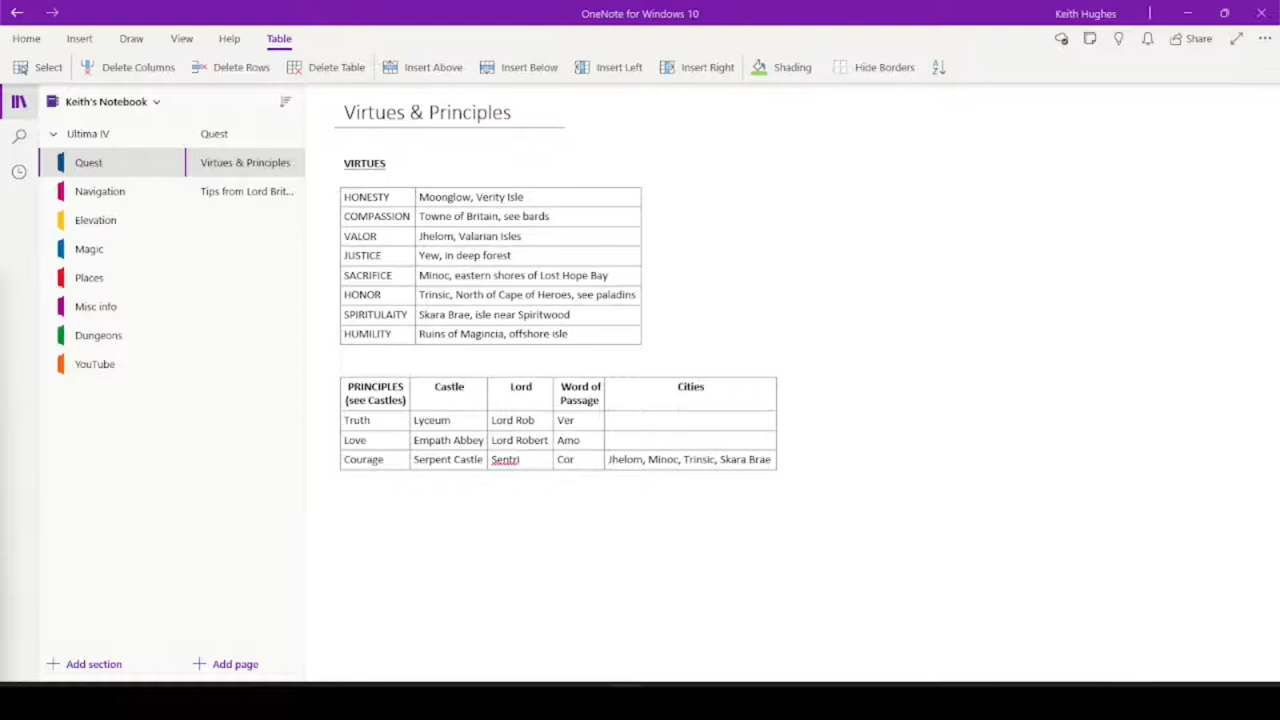 OneNote for Windows 10
Keith Hughes
Home Insert Draw View Help Table
Share
Select Delete Columns Delete Rows Delete Table Insert Above Insert Below Insert Left Insert Right Shading Hide Borders
Keith's Notebook
Ultima IV
Quest
Navigation
Elevation
Magic
Places
Misc info
Dungeons
YouTube
Add section
Quest
Virtues & Principles
Tips from Lord Brit...
Add page
Virtues & Principles
VIRTUES
HONESTY Moonglow, Verity Isle
COMPASSION Towne of Britain, see bards
VALOR Jhelom, Valarian Isles
JUSTICE Yew, in deep forest
SACRIFICE Minoc, eastern shores of Lost Hope Bay
HONOR Trinsic, North of Cape of Heroes, see paladins
SPIRITULAITY Skara Brae, isle near Spiritwood
HUMILITY Ruins of Magincia, offshore isle
PRINCIPLES Castle Lord Word of Cities
(see Castles) Passage
Truth Lyceum Lord Rob Ver
Love Empath Abbey Lord Robert Amo
Courage Serpent Castle Sentri Cor Jhelom, Minoc, Trinsic, Skara Brae